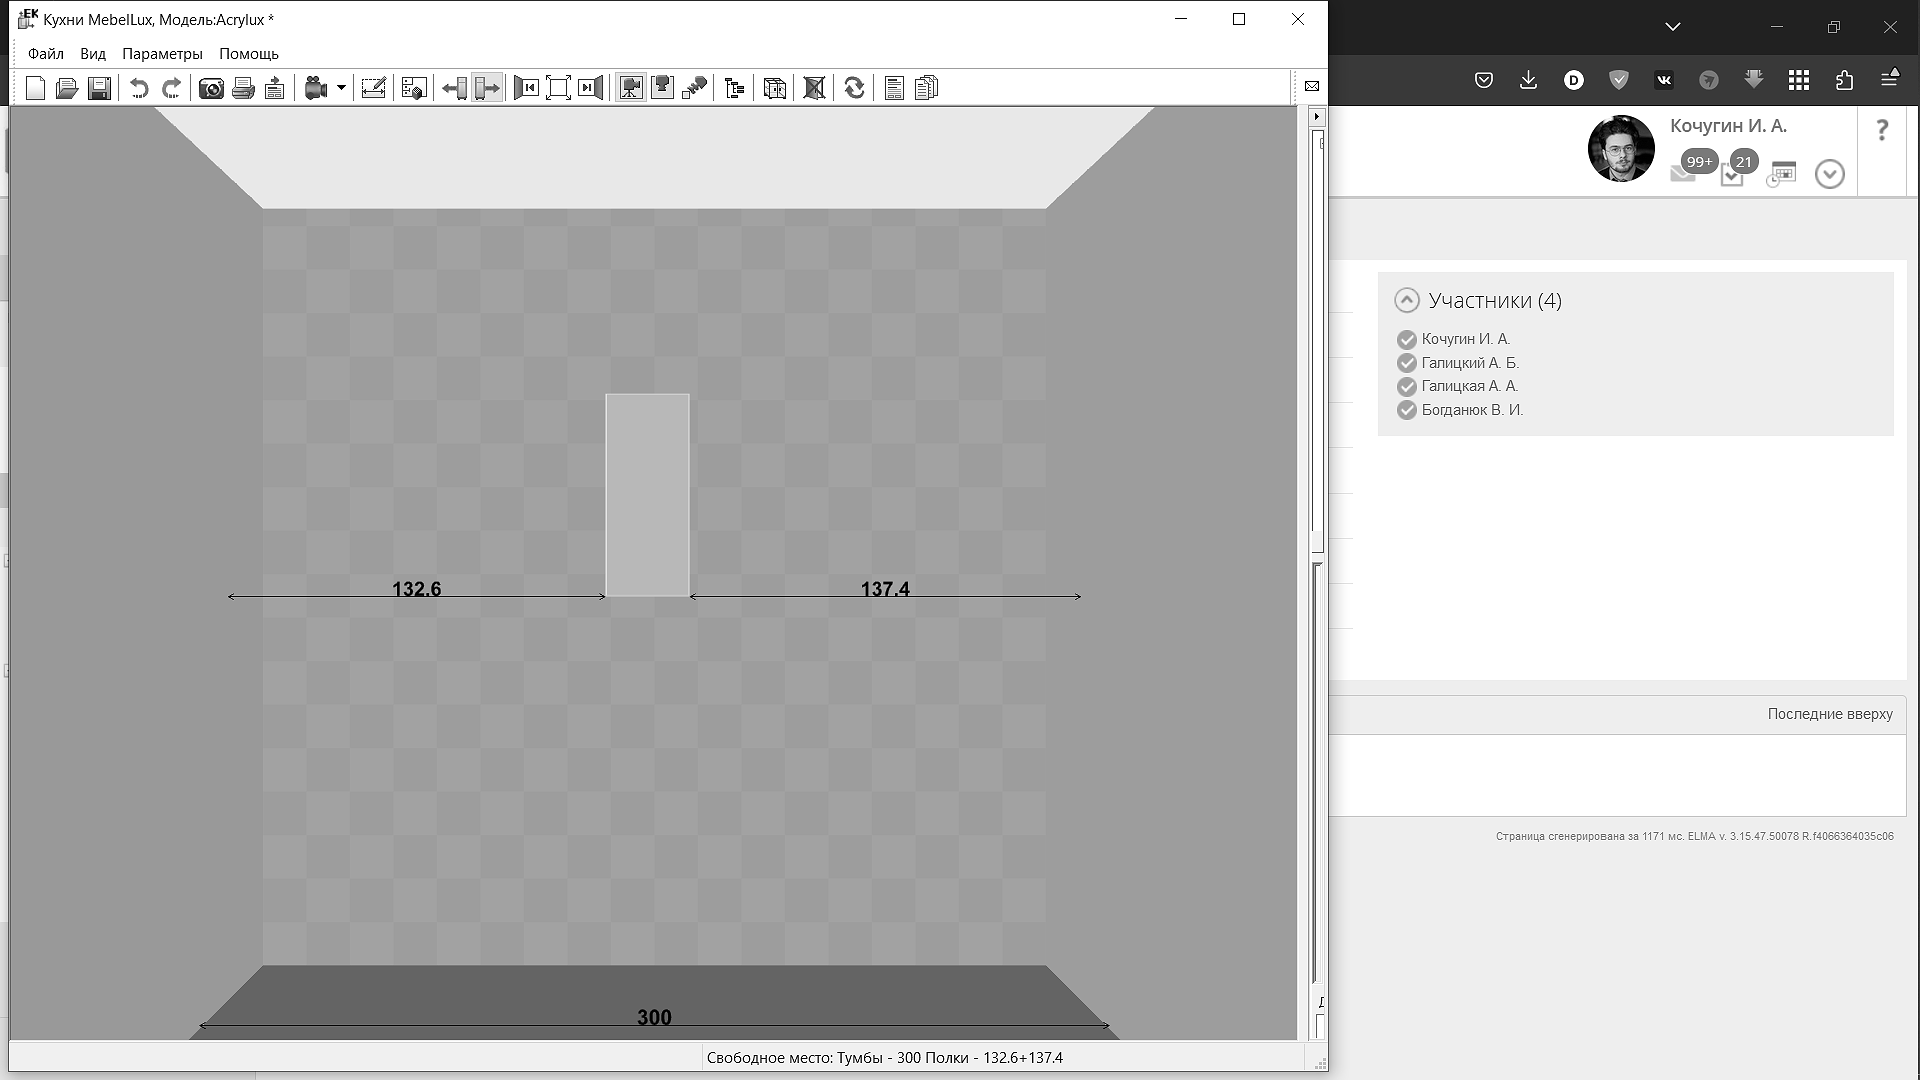 Кухни MebelLux, Модель:Acrylux *
Файл Вид Параметры Помощь
132.6
137.4
300
Свободное место: Тумбы - 300 Полки - 132.6+137.4
Кочугин И. А.
99+
21
?
Участники (4)
Кочугин И. А.
Галицкий А. Б.
Галицкая А. А.
Богданюк В. И.
Последние вверху
Страница сгенерирована за 1171 мс. ELMA v. 3.15.47.50078 R.f4066364035c06